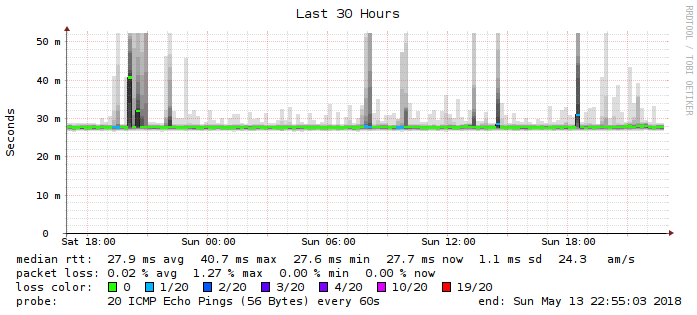 Last 30 Hours
RRDTOOL / TOBI OETIKER
Seconds
50 m
40 m
30 m
20 m
10 m
0
Sat 18:00 Sun 00:00 Sun 06:00 Sun 12:00 Sun 18:00
median rtt: 27.9 ms avg 40.7 ms max 27.6 ms min 27.7 ms now 1.1 ms sd 24.3 am/s
packet loss: 0.02 % avg 1.27 % max 0.00 % min 0.00 % now
loss color: 0 1/20 2/20 3/20 4/20 10/20 19/20
probe: 20 ICMP Echo Pings (56 Bytes) every 60s end: Sun May 13 22:55:03 2018